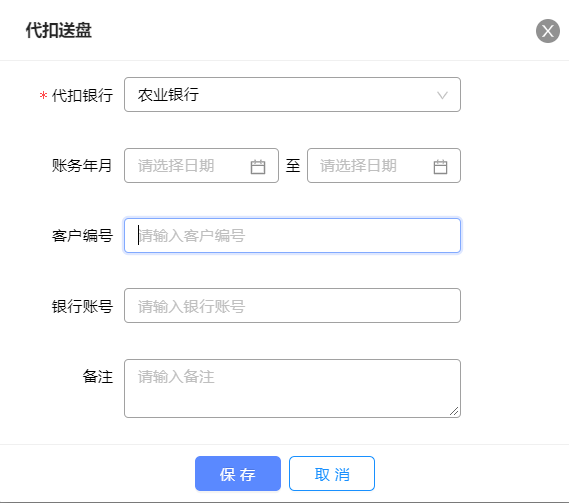 代扣送盘
X
* 代扣银行 农业银行
账务年月 请选择日期 至 请选择日期
客户编号 请输入客户编号
银行账号 请输入银行账号
备注 请输入备注
保存 取消